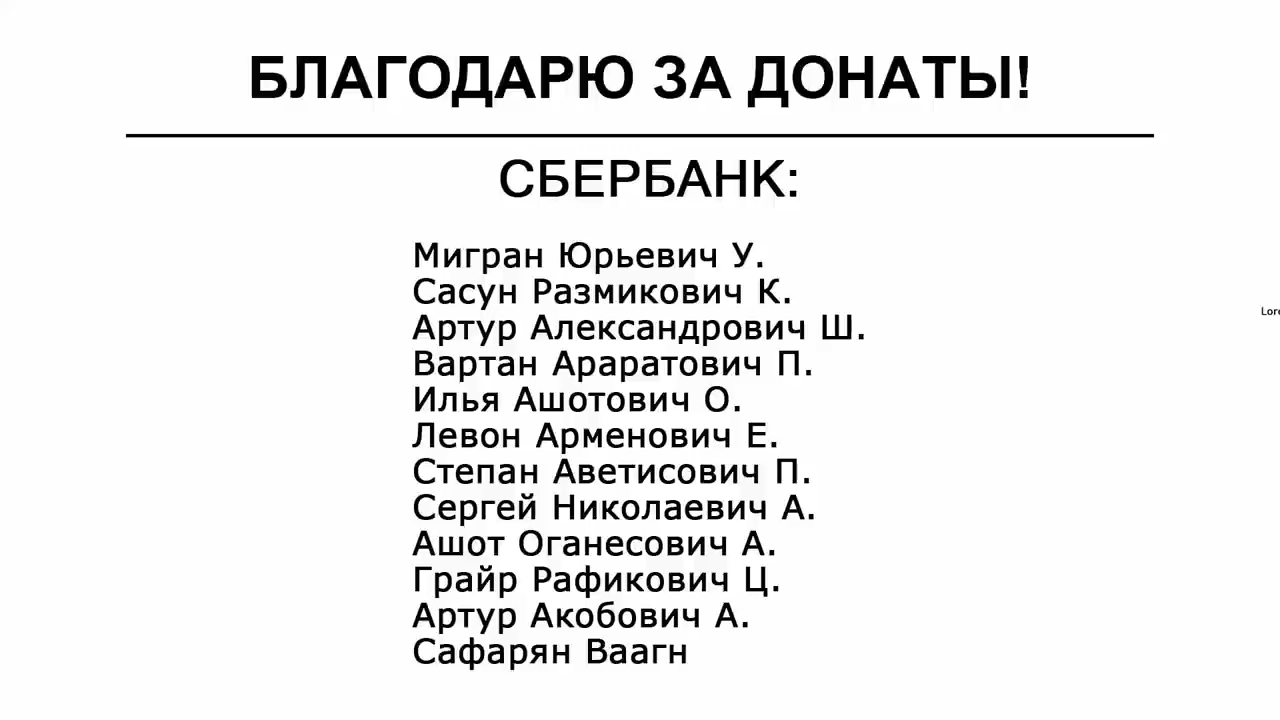 БЛАГОДАРЮ ЗА ДОНАТЫ!
СБЕРБАНК:
Мигран Юрьевич У.
Сасун Размикович К.
Артур Александрович Ш.
Вартан Араратович П.
Илья Ашотович О.
Левон Арменович Е.
Степан Аветисович П.
Сергей Николаевич А.
Ашот Оганесович А.
Грайр Рафикович Ц.
Артур Акобович А.
Сафарян Ваагн